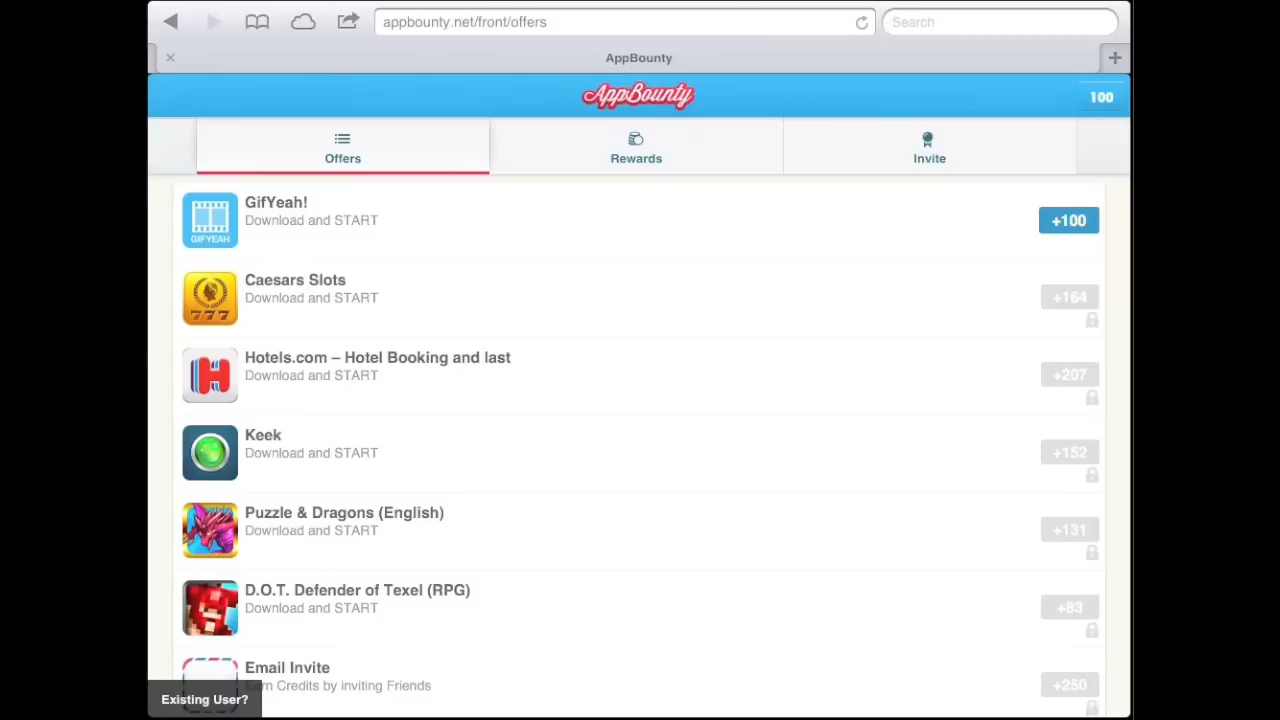 appbounty.net/front/offers
Search
AppBounty
AppBounty
100
Offers
Rewards
Invite
GIFYEAH
GifYeah!
Download and START
+100
777
Caesars Slots
Download and START
+164
Hotels.com – Hotel Booking and last
Download and START
+207
Keek
Download and START
+152
Puzzle & Dragons (English)
Download and START
+131
D.O.T. Defender of Texel (RPG)
Download and START
+83
Email Invite
Credits by inviting Friends
+250
Existing User?